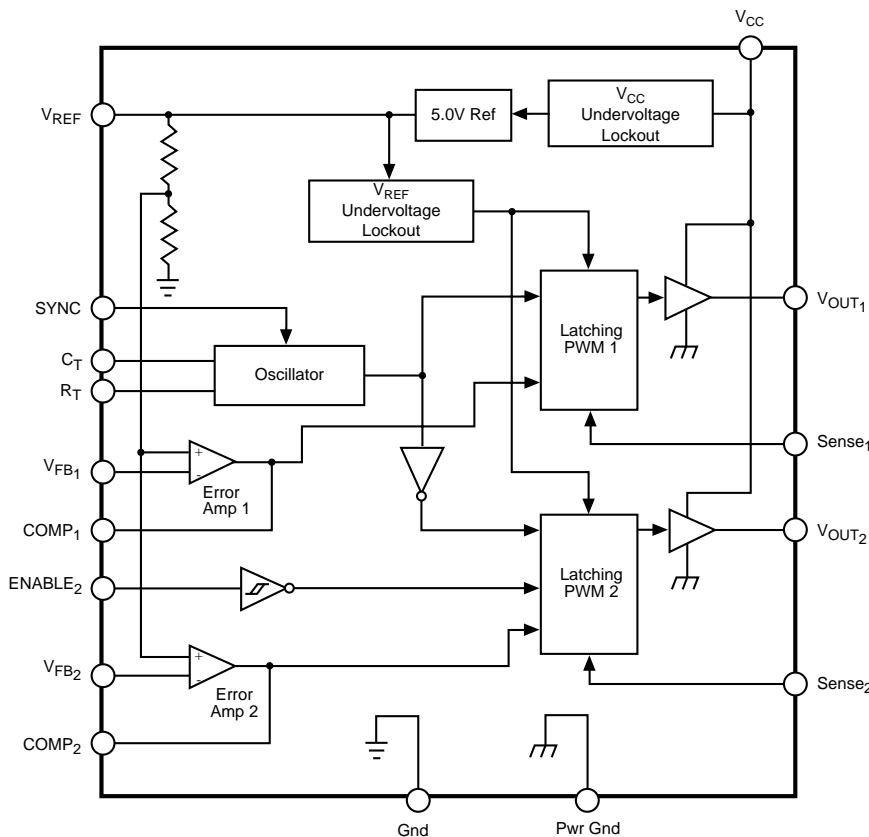 VCC
VREF
5.0V Ref
VCC
Undervoltage
Lockout
VREF
Undervoltage
Lockout
SYNC
CT
RT
Oscillator
Latching
PWM 1
VOUT1
Sense1
VFB1
+
-
Error
Amp 1
COMP1
ENABLE2
Latching
PWM 2
VOUT2
VFB2
+
-
Error
Amp 2
Sense2
COMP2
Gnd
Pwr Gnd